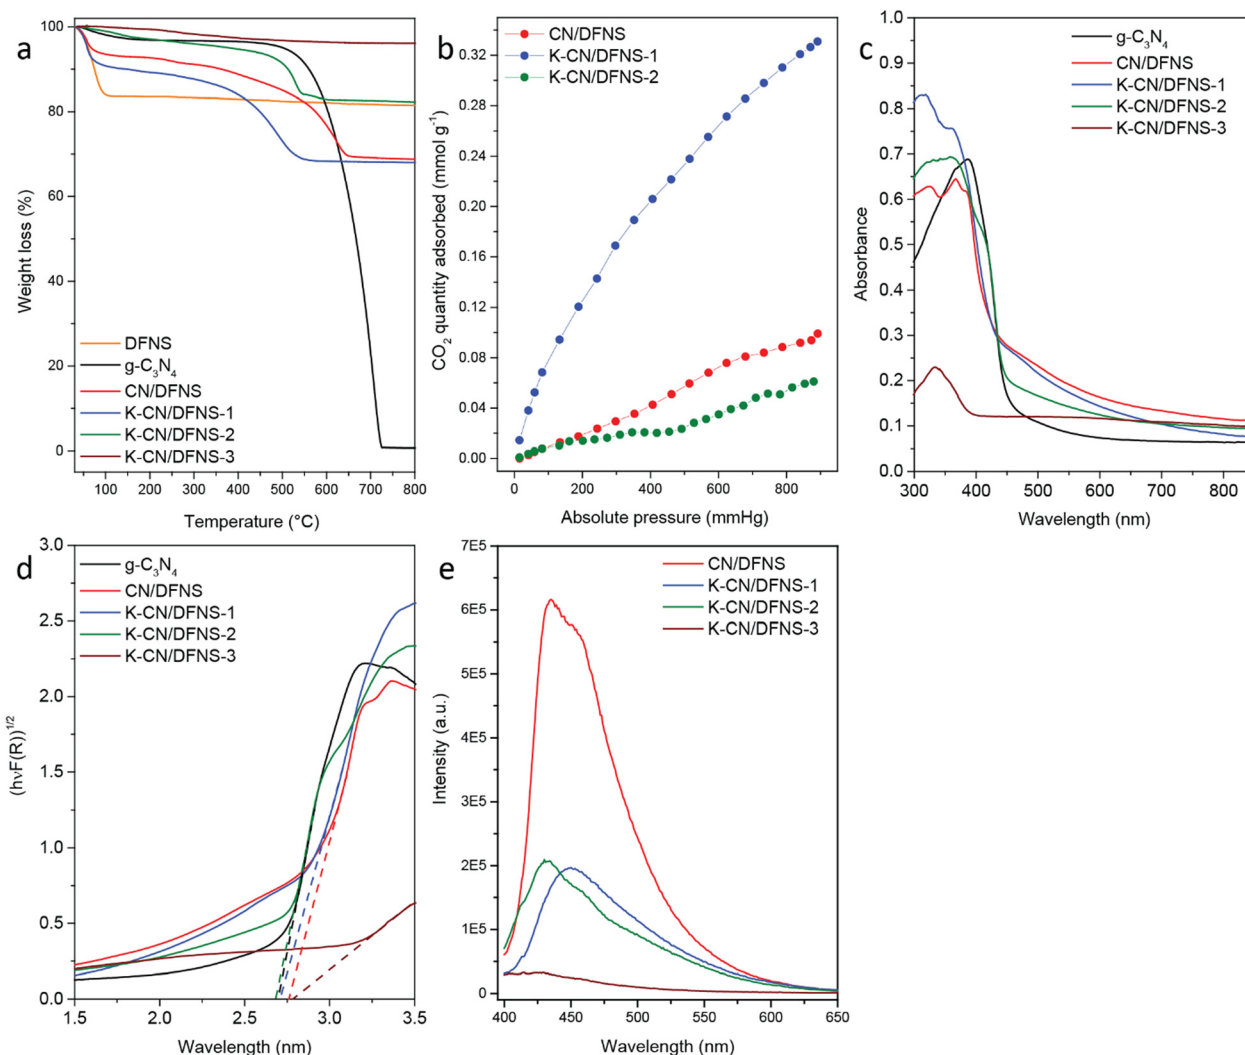 a
100
80
60
40
20
0
Weight loss (%)
DFNS
g-C₃N₄
CN/DFNS
K-CN/DFNS-1
K-CN/DFNS-2
K-CN/DFNS-3
100 200 300 400 500 600 700 800
Temperature (°C)
b
CN/DFNS
K-CN/DFNS-1
K-CN/DFNS-2
0.32
0.28
0.24
0.20
0.16
0.12
0.08
0.04
0.00
CO₂ quantity adsorbed (mmol g⁻¹)
0 200 400 600 800
Absolute pressure (mmHg)
c
g-C₃N₄
CN/DFNS
K-CN/DFNS-1
K-CN/DFNS-2
K-CN/DFNS-3
1.0
0.9
0.8
0.7
0.6
0.5
0.4
0.3
0.2
0.1
0.0
Absorbance
300 400 500 600 700 800
Wavelength (nm)
d
g-C₃N₄
CN/DFNS
K-CN/DFNS-1
K-CN/DFNS-2
K-CN/DFNS-3
3.0
2.5
2.0
1.5
1.0
0.5
0.0
(hνF(R))¹/²
1.5 2.0 2.5 3.0 3.5
Wavelength (nm)
e
CN/DFNS
K-CN/DFNS-1
K-CN/DFNS-2
K-CN/DFNS-3
7E5
6E5
5E5
4E5
3E5
2E5
1E5
0
Intensity (a.u.)
400 450 500 550 600 650
Wavelength (nm)